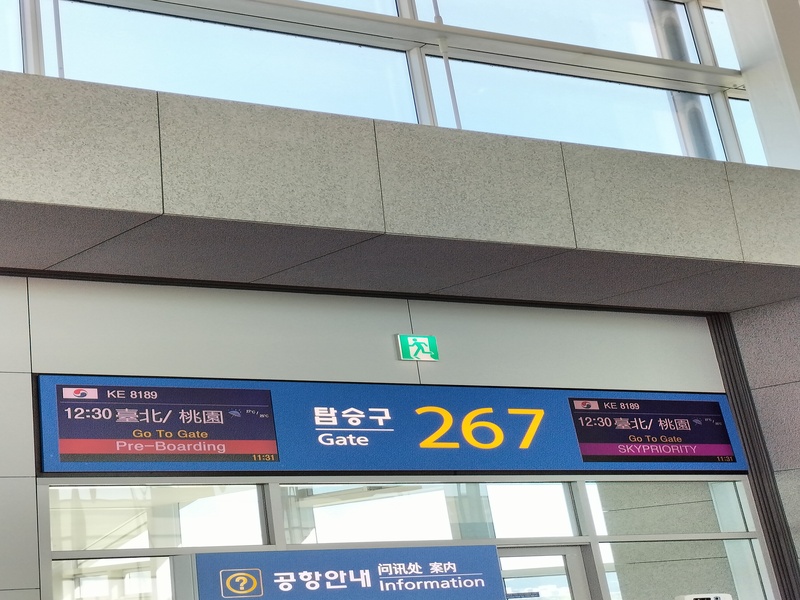 KE 8189
12:30 臺北/ 桃園
Go To Gate
Pre-Boarding
11:31
탑승구
Gate
267
KE 8189
12:30 臺北/ 桃園
Go To Gate
SKYPRIORITY
11:31
? 공항안내 问讯处 案内
Information